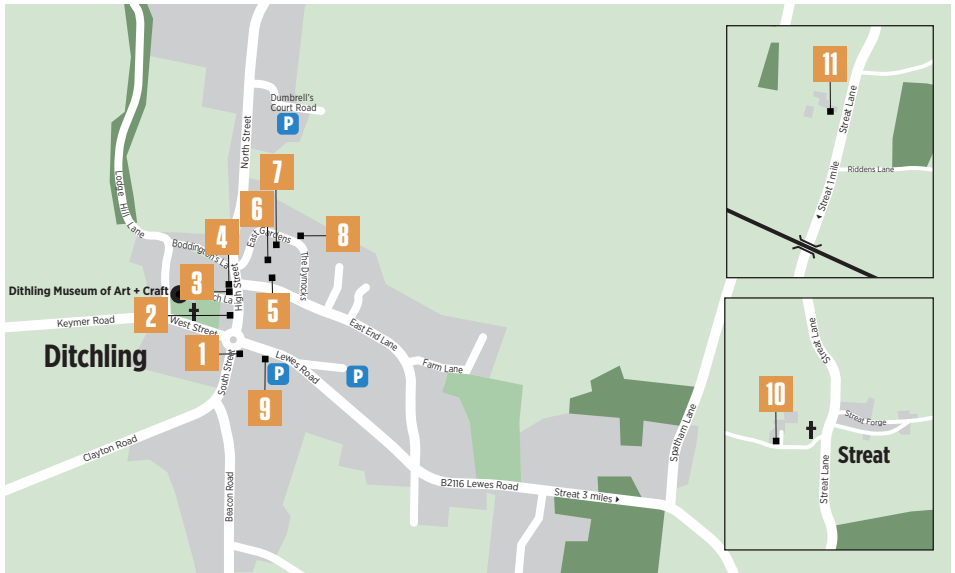 Dumbrell's
Court Road
P
North Street
7
6
4
8
East Gardens
Boddington's La
The Dymocks
Lodge Hill Lane
3
Dithling Museum of Art + Craft
ch La
High Street
2
5
Keymer Road
West Street
East End Lane
Ditchling
1
South Street
Lewes Road
P
P
Farm Lane
9
Clayton Road
Beacon Road
B2116 Lewes Road
Streat 3 miles
Spatham Lane
11
Streat Lane
Riddens Lane
Streat 1 mile
Streat Lane
10
Streat Forge
Streat
Streat Lane